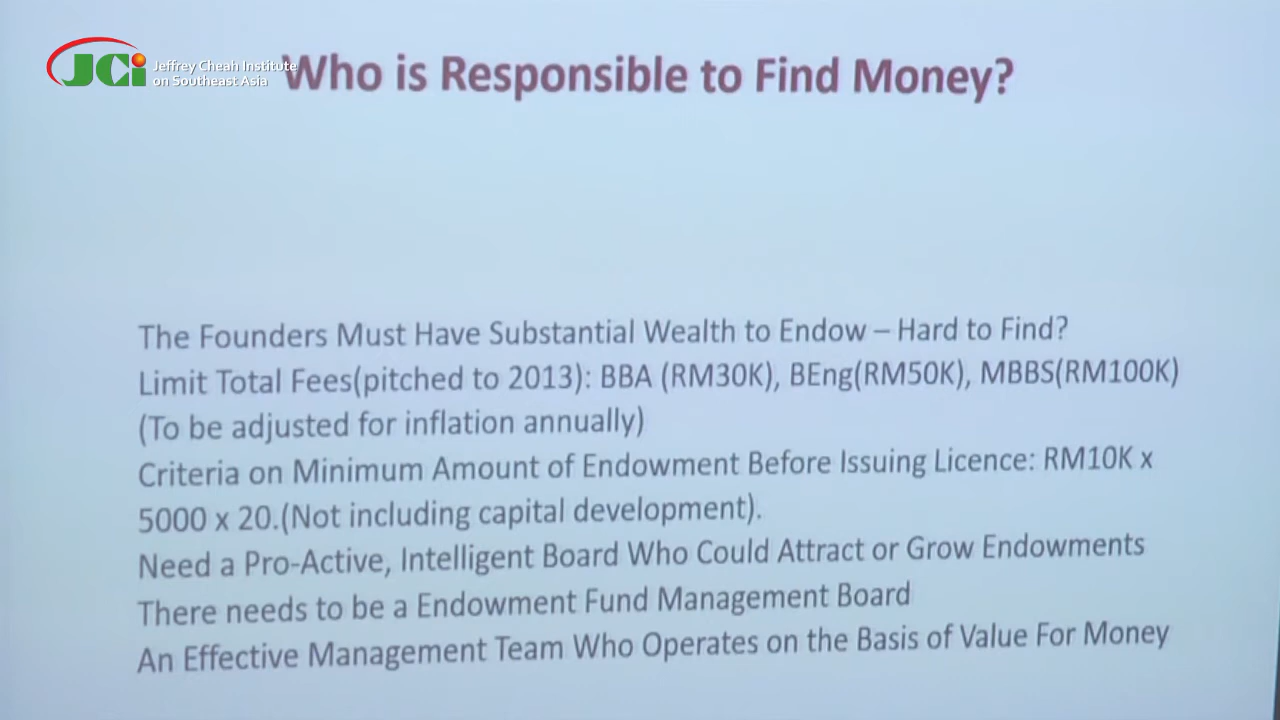 JCi Jeffrey Cheah Institute
on Southeast Asia
Who is Responsible to Find Money?
The Founders Must Have Substantial Wealth to Endow – Hard to Find?
Limit Total Fees(pitched to 2013): BBA (RM30K), BEng(RM50K), MBBS(RM100K)
(To be adjusted for inflation annually)
Criteria on Minimum Amount of Endowment Before Issuing Licence: RM10K x
5000 x 20.(Not including capital development).
Need a Pro-Active, Intelligent Board Who Could Attract or Grow Endowments
There needs to be a Endowment Fund Management Board
An Effective Management Team Who Operates on the Basis of Value For Money